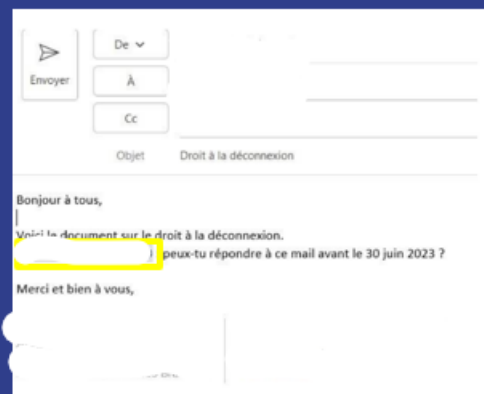 De
Envoyer
À
Cc
Objet Droit à la déconnexion
Bonjour à tous,
Voici le document sur le droit à la déconnexion.
peux-tu répondre à ce mail avant le 30 juin 2023 ?
Merci et bien à vous,